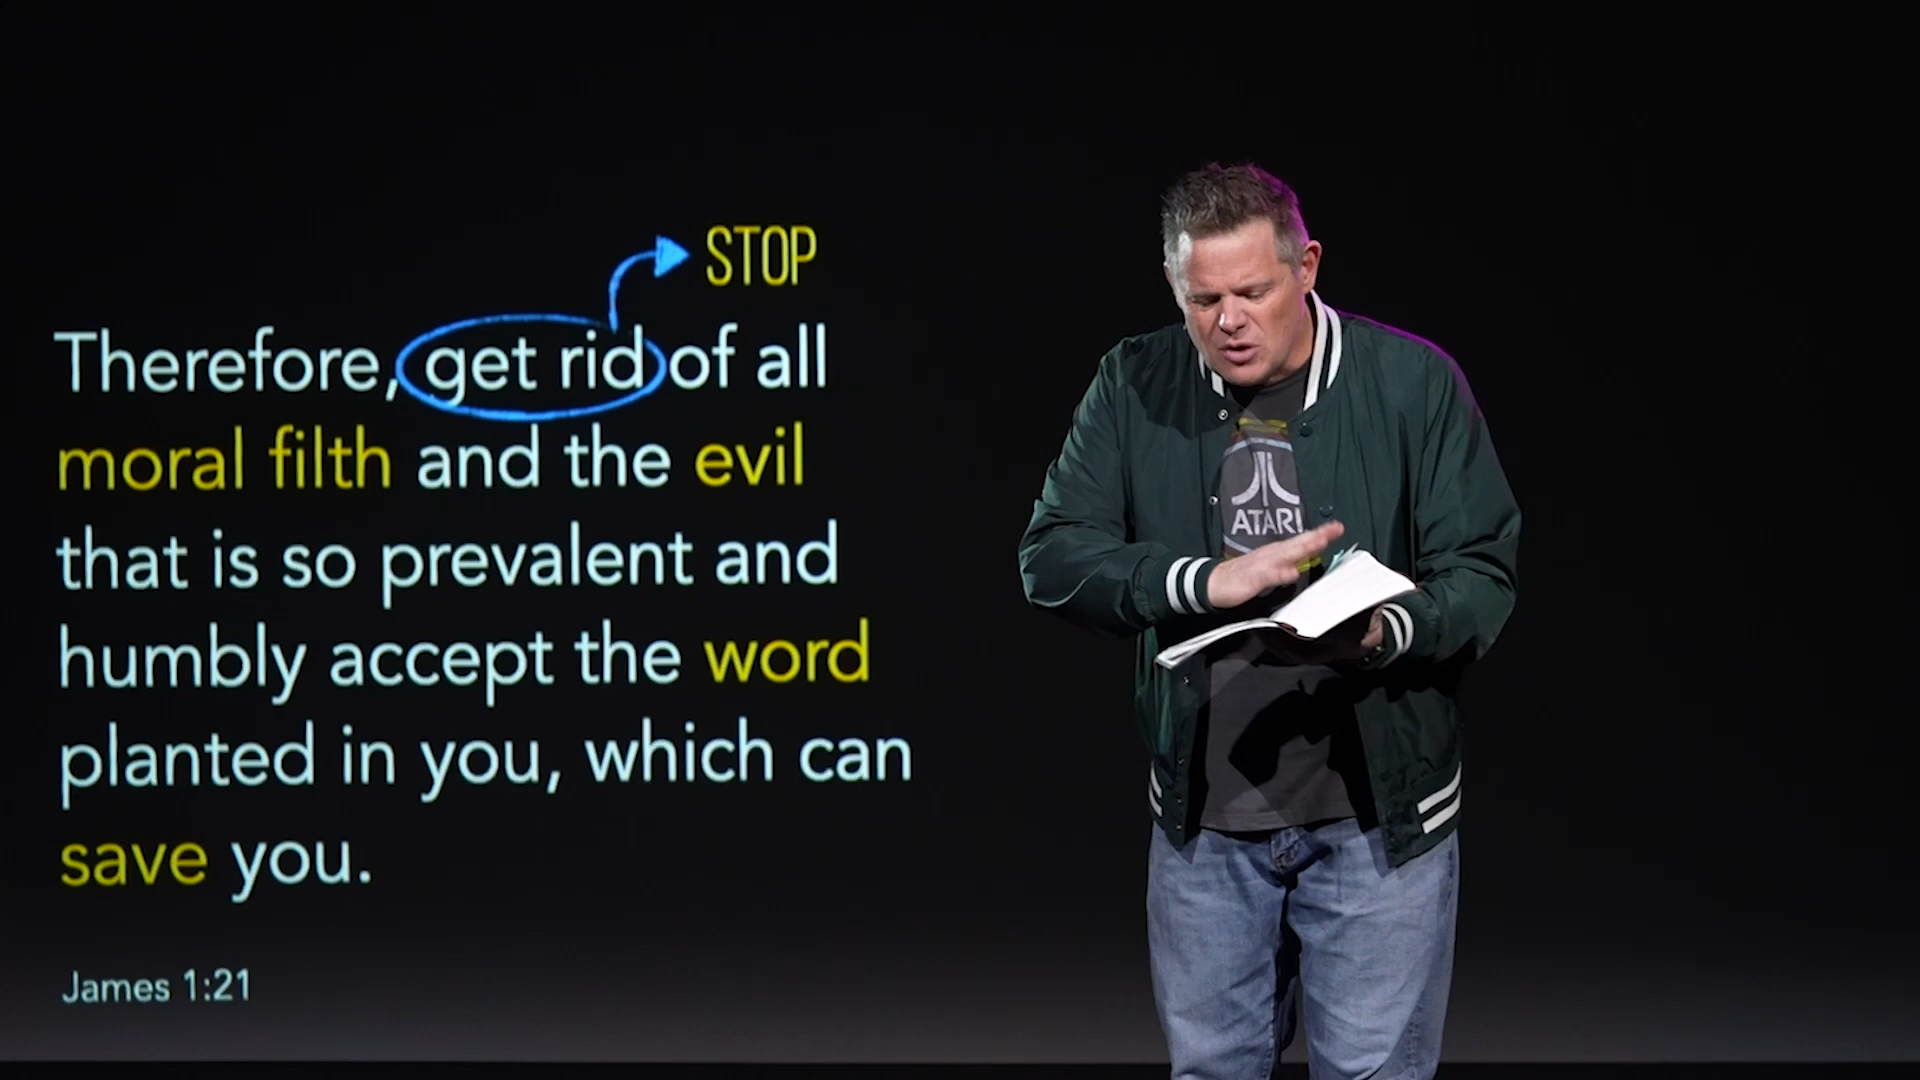 STOP
Therefore, get rid of all
moral filth and the evil
that is so prevalent and
humbly accept the word
planted in you, which can
save you.
James 1:21
ATARI